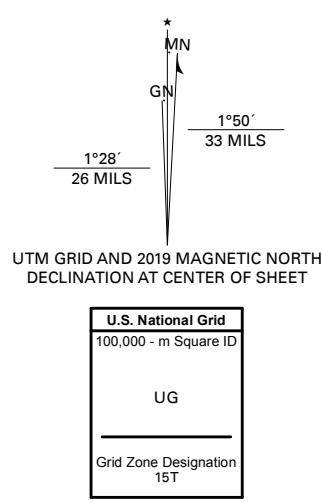 ★
MN
GN
1°50´
33 MILS
1°28´
26 MILS
UTM GRID AND 2019 MAGNETIC NORTH
DECLINATION AT CENTER OF SHEET
U.S. National Grid
100,000 - m Square ID
UG
Grid Zone Designation
15T